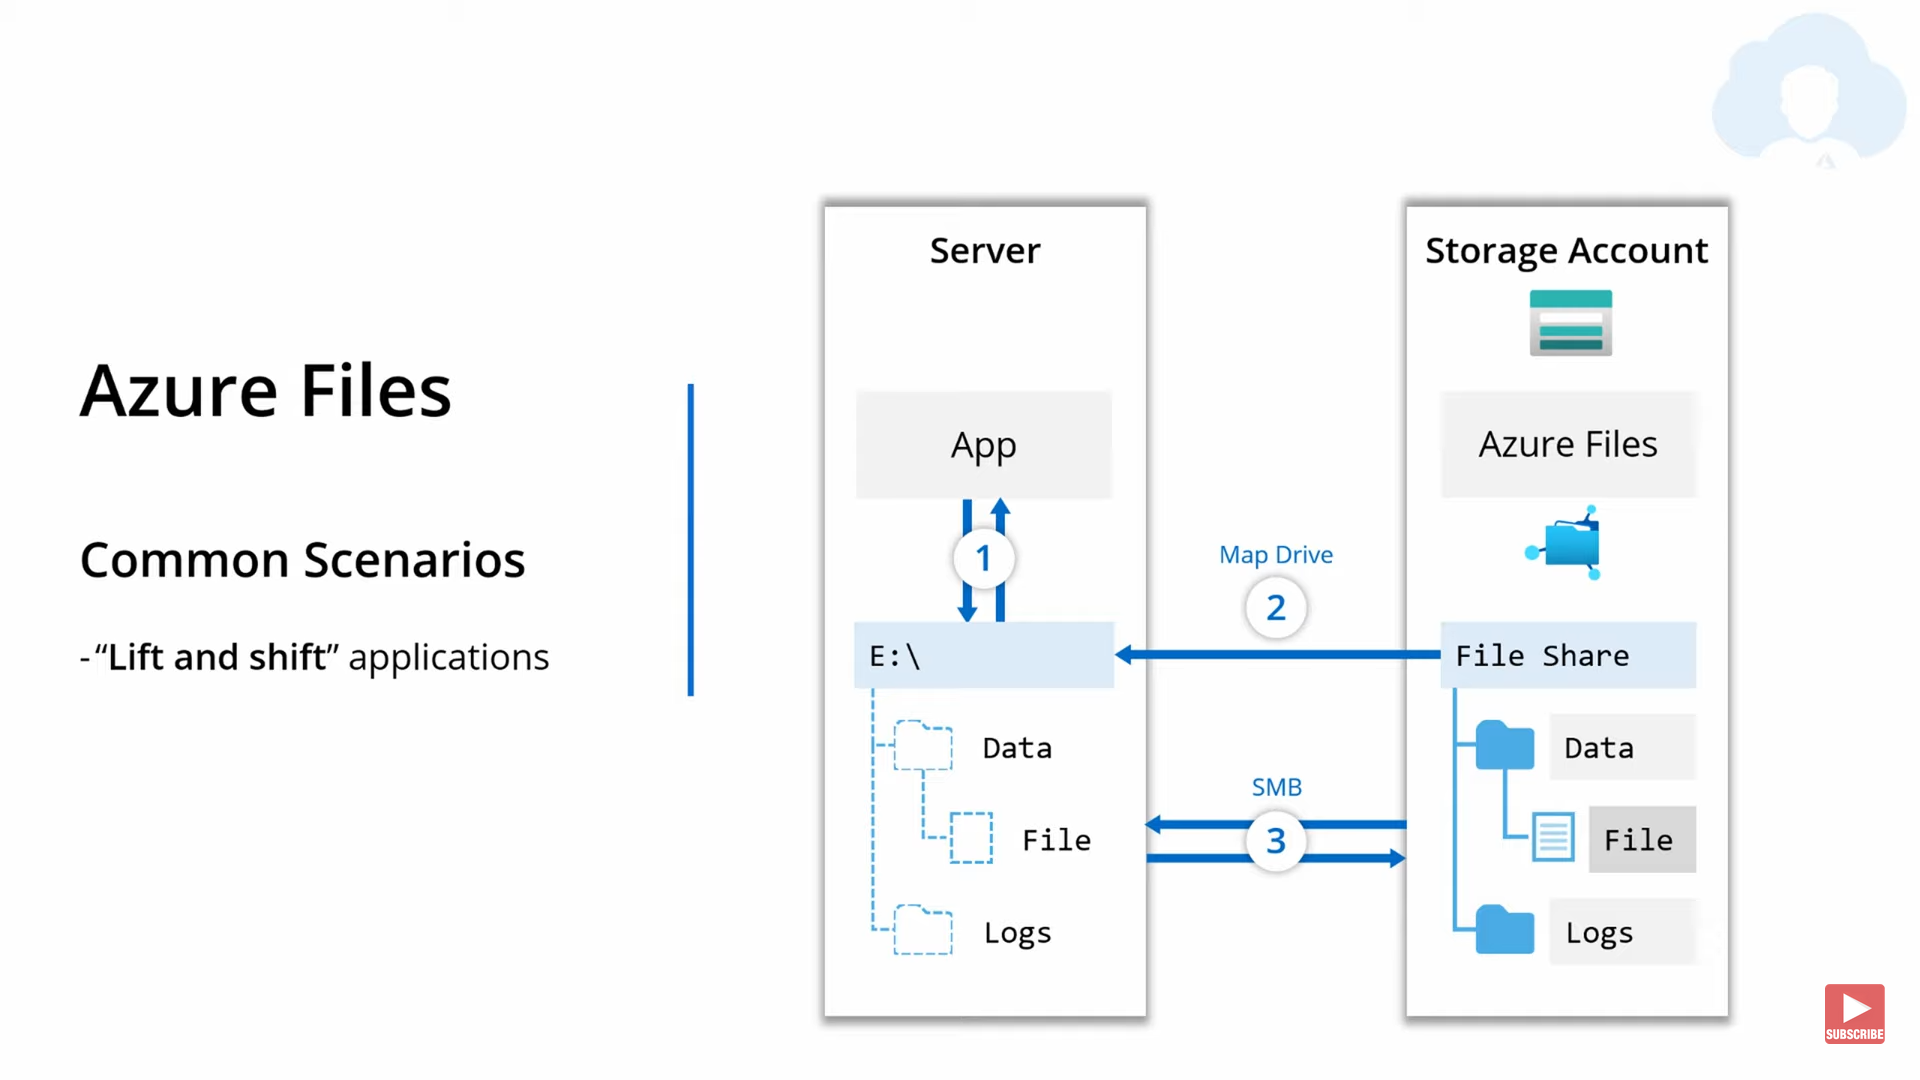 Azure Files
Common Scenarios
-“Lift and shift” applications
Server
App
1
E:\
Data
File
Logs
Map Drive
2
SMB
3
Storage Account
Azure Files
File Share
Data
File
Logs
SUBSCRIBE